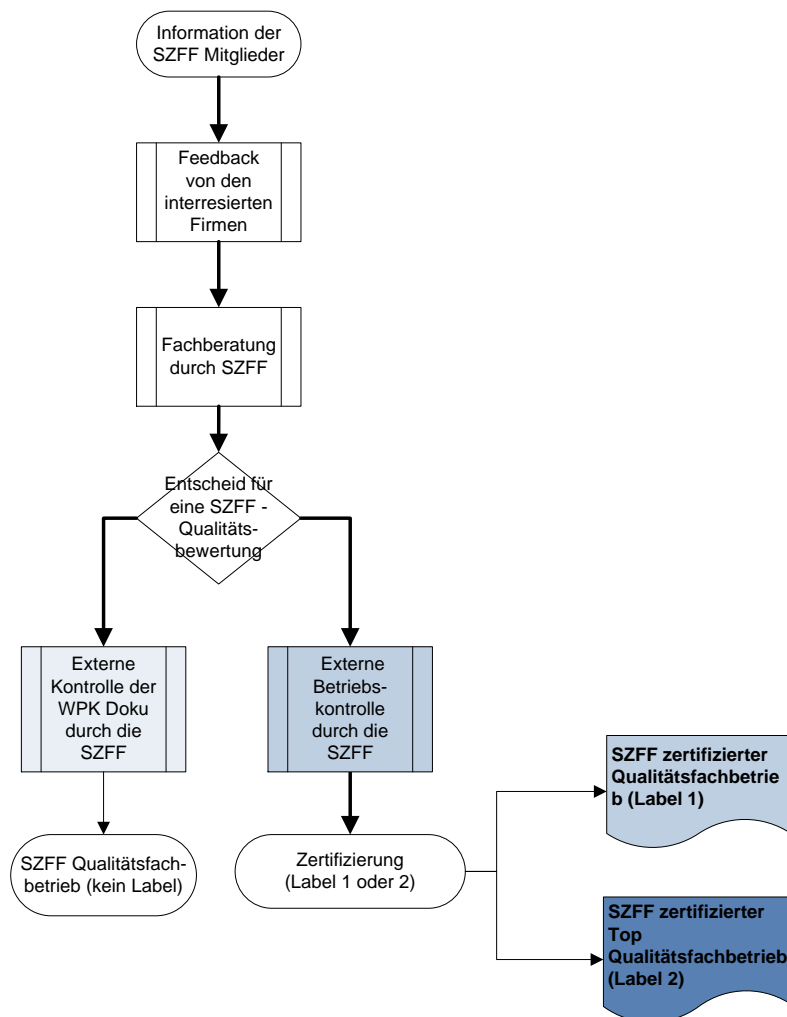 Information der
SZFF Mitglieder
Feedback
von den
interresierten
Firmen
Fachberatung
durch SZFF
Entscheid für
eine SZFF -
Qualitäts-
bewertung
Externe
Kontrolle der
WPK Doku
durch die
SZFF
Externe
Betriebs-
kontrolle
durch die
SZFF
SZFF Qualitätsfach-
betrieb (kein Label)
Zertifizierung
(Label 1 oder 2)
SZFF zertifizierter
Qualitätsfachbetrie
b (Label 1)
SZFF zertifizierter
Top
Qualitätsfachbetrieb
(Label 2)